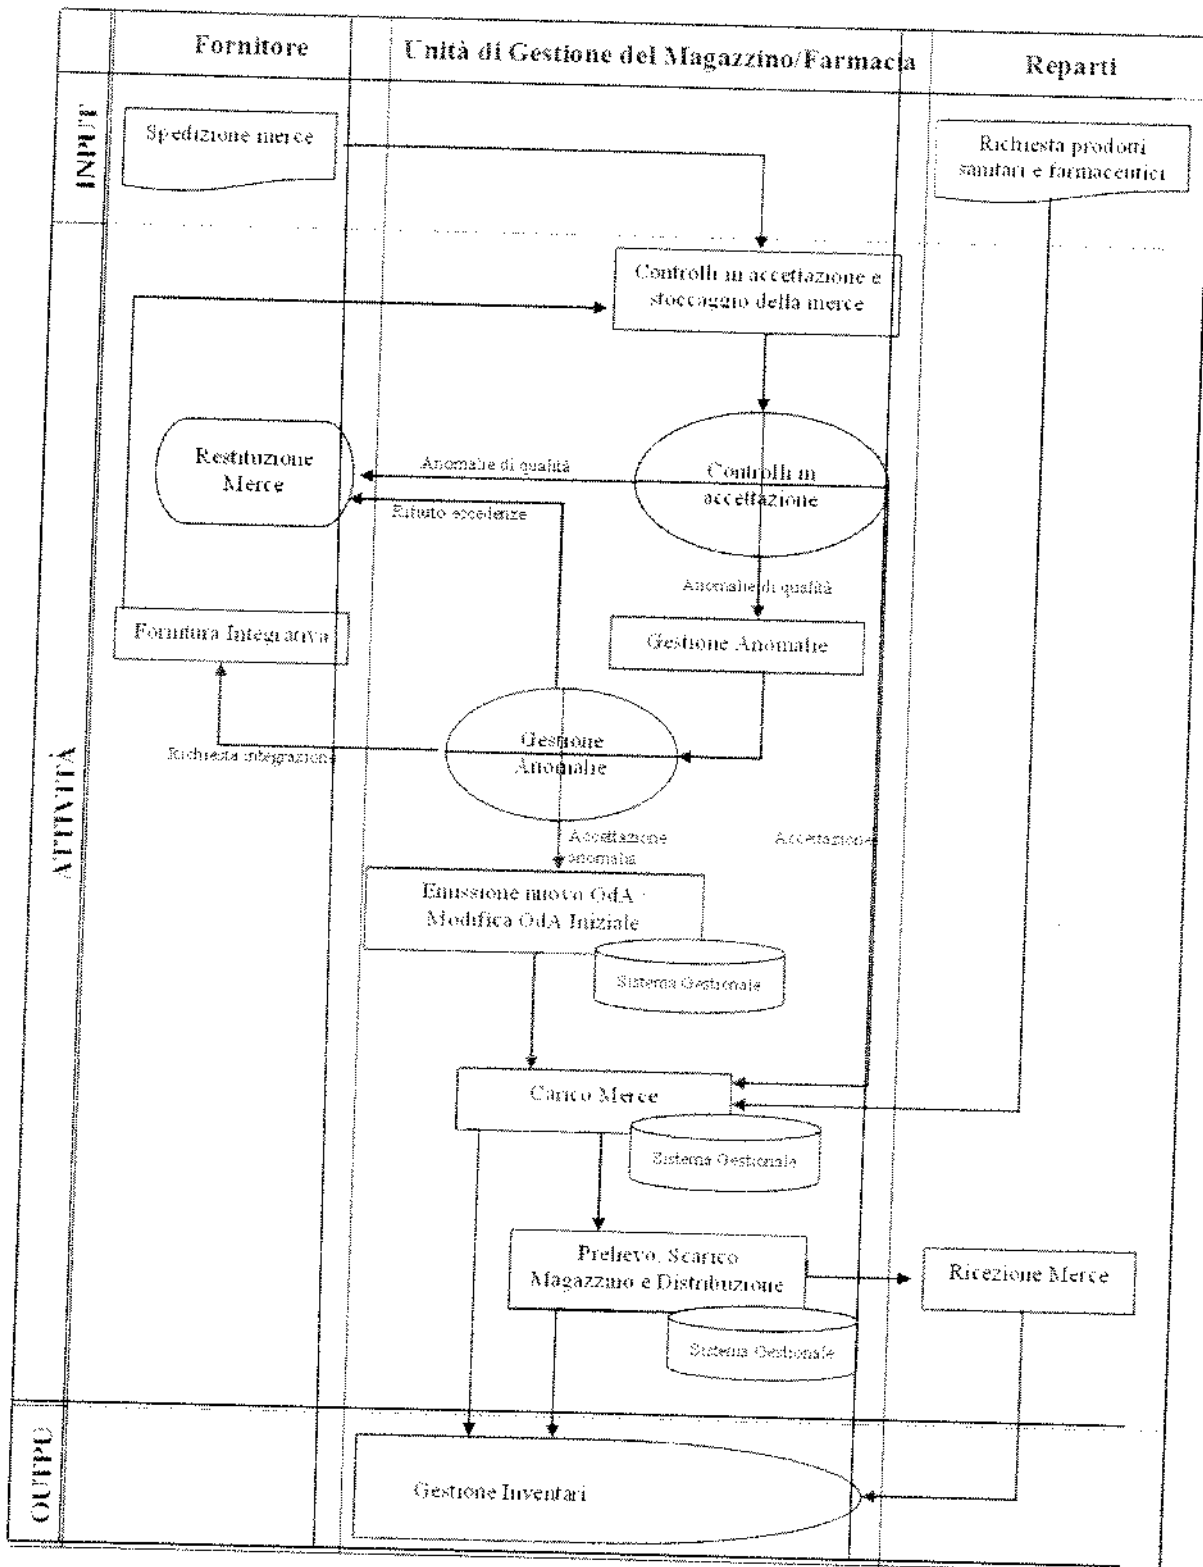 Fornitore
Unità di Gestione del Magazzino/Farmacia
Reparti
INPUT
Spedizione merce
Richiesta prodotti
sanitari e farmaceutici
ATTIVITÀ
Controlli in accettazione e
stoccaggio della merce
Restituzione
Merce
Anomalie di qualità
Controlli in
accettazione
Rifiuto eccedenze
Anomalie di qualità
Fornitura Integrativa
Gestione Anomalie
Richiesta integrazione
Gestione
Anomalie
Accettazione
anomalia
Accettazione
Emissione nuovo OdA
Modifica OdA Iniziale
Sistema Gestionale
Carico Merce
Sistema Gestionale
Prelievo, Scarico
Magazzino e Distribuzione
Ricezione Merce
Sistema Gestionale
OUTPU
Gestione Inventari